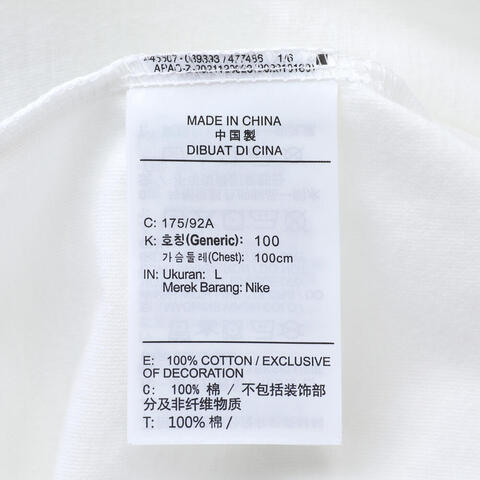 MADE IN CHINA
中国製
DIBUAT DI CINA
C: 175/92A
K: 호칭(Generic): 100
가슴둘레(Chest): 100cm
IN: Ukuran: L
Merek Barang: Nike
E: 100% COTTON / EXCLUSIVE
OF DECORATION
C: 100% 棉 / 不包括装饰部
分及非纤维物质
T: 100% 棉 /